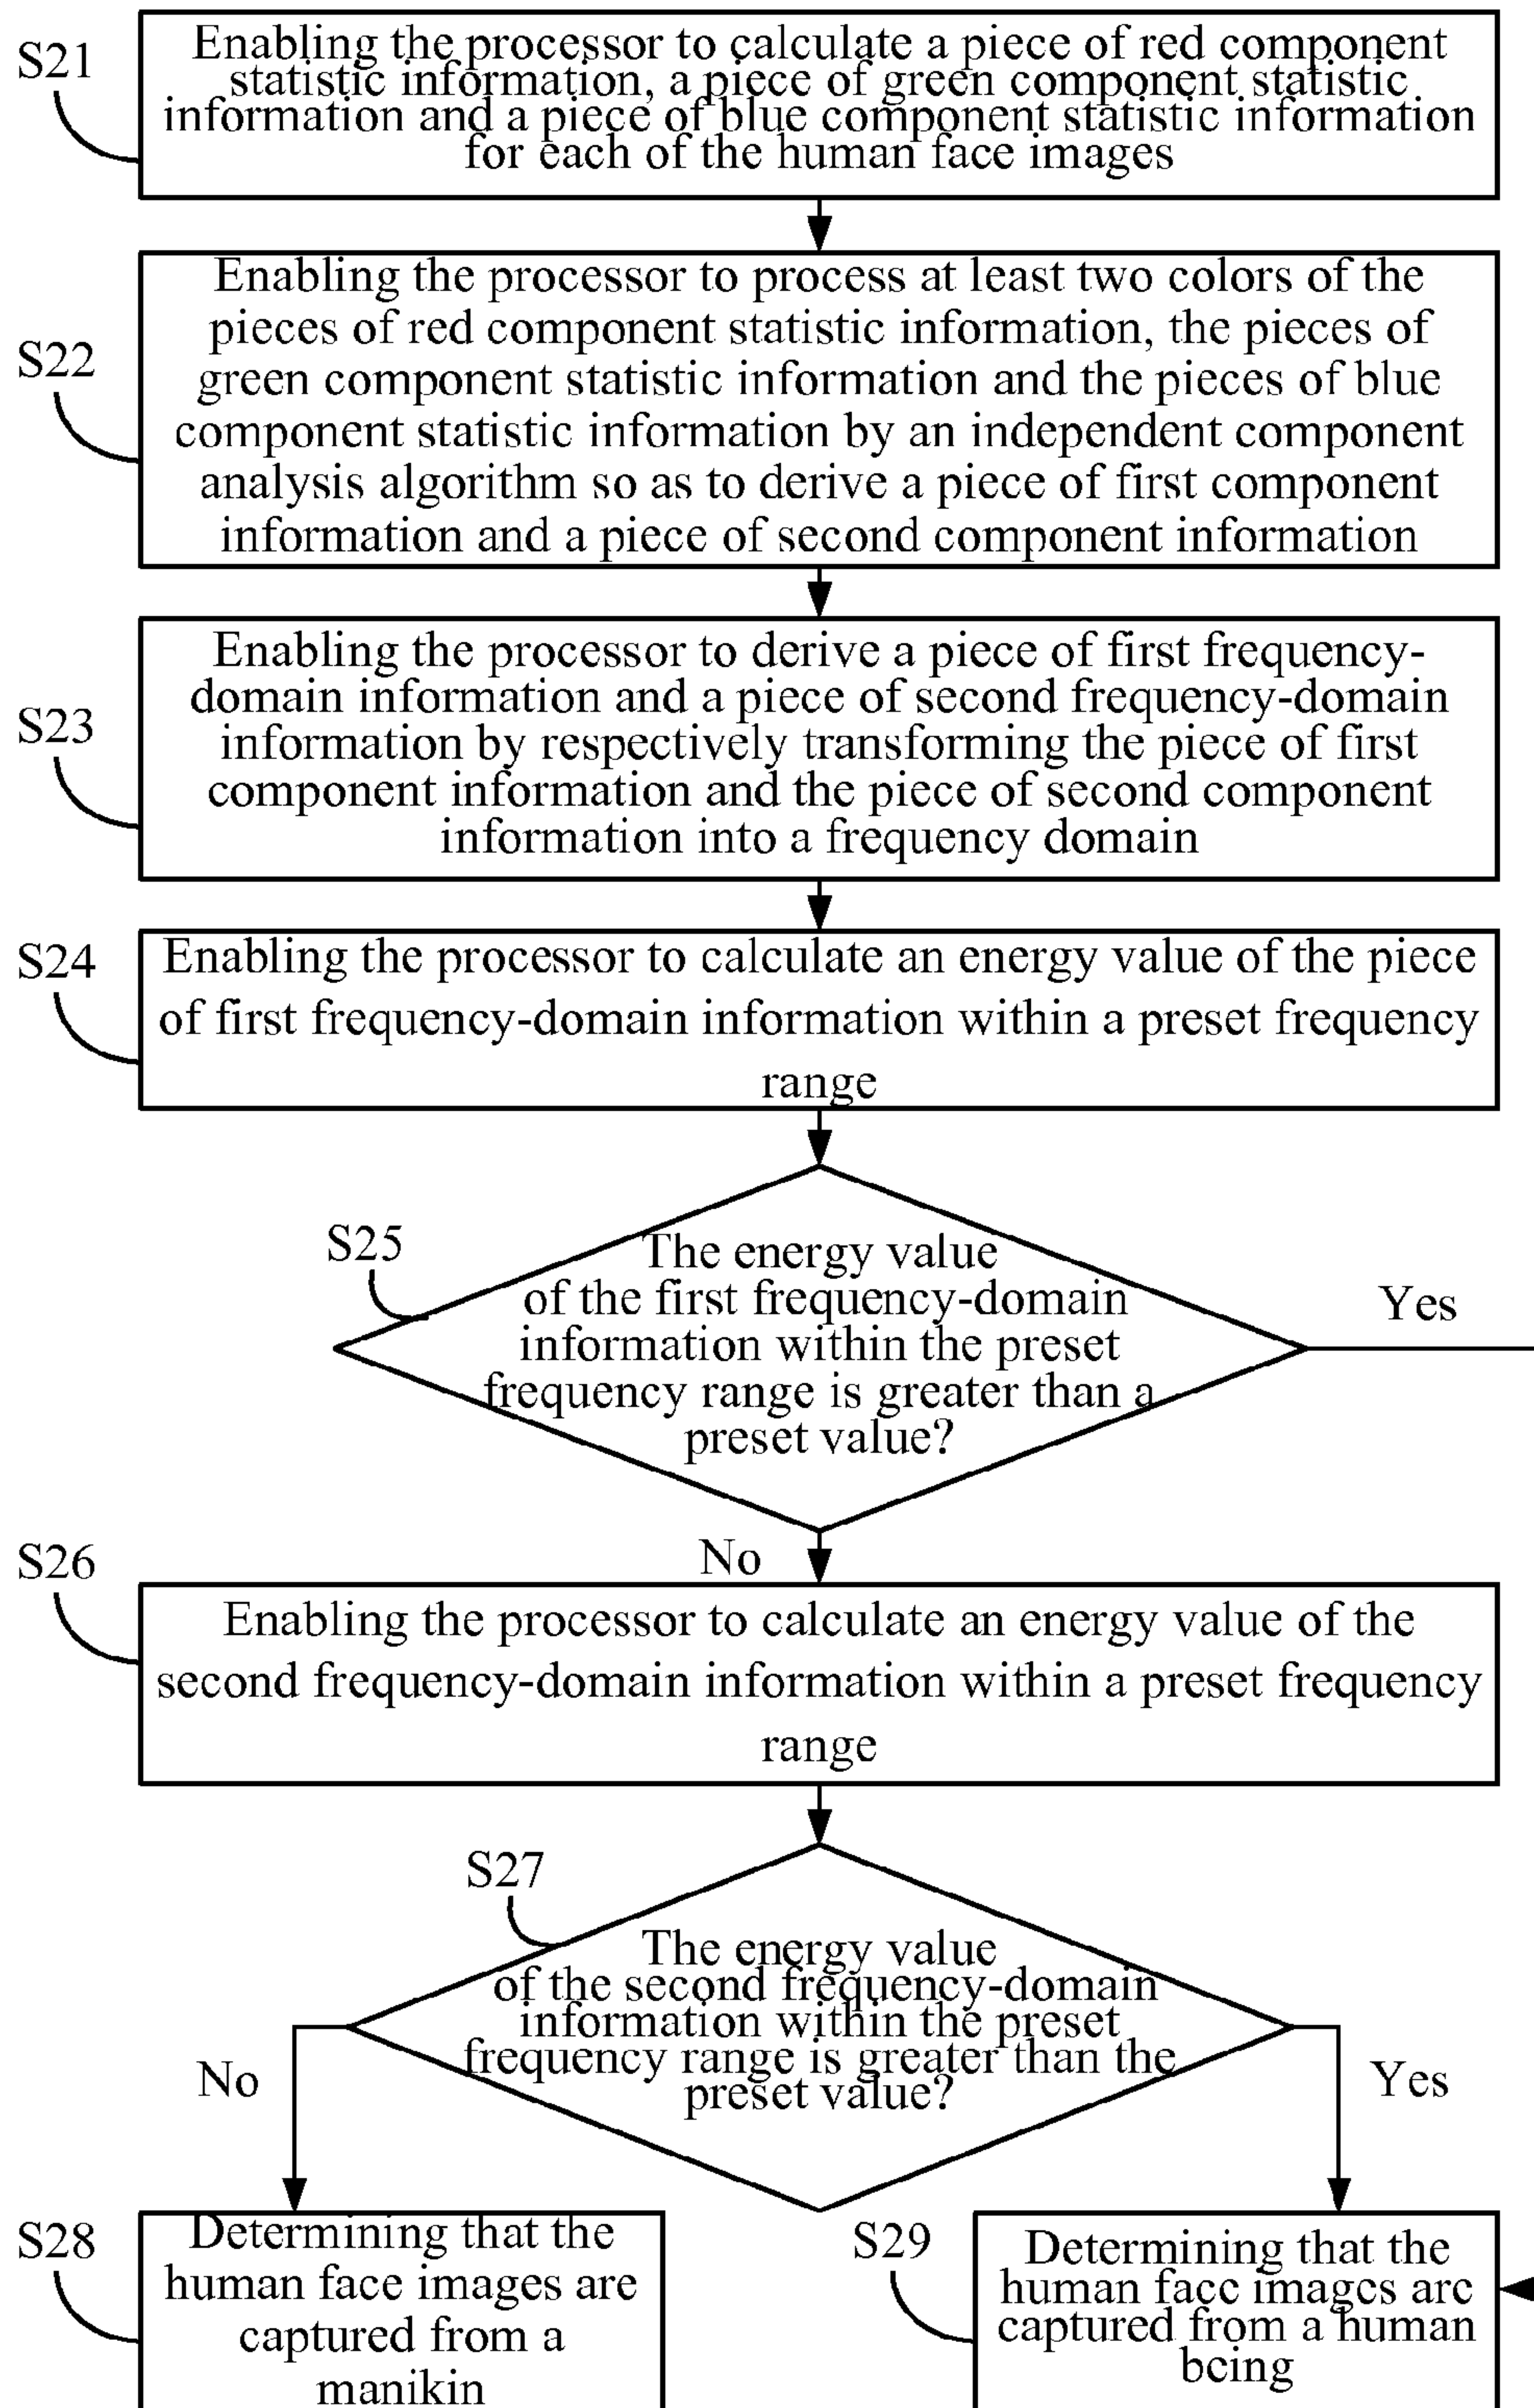 S21
Enabling the processor to calculate a piece of red component
statistic information, a piece of green component statistic
information and a piece of blue component statistic information
for each of the human face images
S22
Enabling the processor to process at least two colors of the
pieces of red component statistic information, the pieces of
green component statistic information and the pieces of blue
component statistic information by an independent component
analysis algorithm so as to derive a piece of first component
information and a piece of second component information
S23
Enabling the processor to derive a piece of first frequency-
domain information and a piece of second frequency-domain
information by respectively transforming the piece of first
component information and the piece of second component
information into a frequency domain
S24
Enabling the processor to calculate an energy value of the piece
of first frequency-domain information within a preset frequency
range
S25
The energy value
of the first frequency-domain
information within the preset
frequency range is greater than a
preset value?
Yes
No
S26
Enabling the processor to calculate an energy value of the
second frequency-domain information within a preset frequency
range
S27
The energy value
of the second frequency-domain
information within the preset
frequency range is greater than the
preset value?
No
Yes
S28
Determining that the
human face images are
captured from a
manikin
S29
Determining that the
human face images are
captured from a human
being